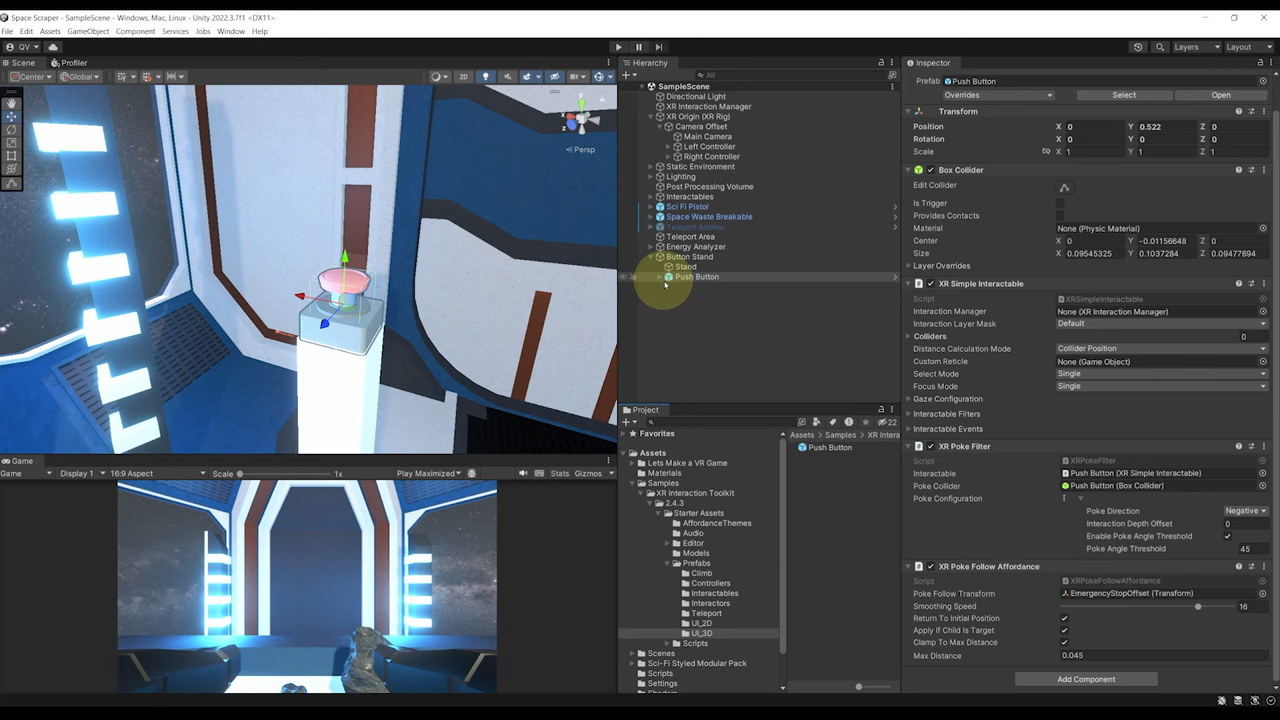 Space Scraper - SampleScene - Windows, Mac, Linux - Unity 2022.3.7f1 <DX11>
File Edit Assets GameObject Component Services Jobs Window Help
QV Layers Layout
Scene Profiler
Center Global 2D
Persp
Game
Game Display 1 16:9 Aspect Scale 1x Play Maximized Stats Gizmos
Hierarchy
All
SampleScene
Directional Light
XR Interaction Manager
XR Origin (XR Rig)
Camera Offset
Main Camera
Left Controller
Right Controller
Static Environment
Lighting
Post Processing Volume
Interactables
Sci Fi Pistol
Space Waste Breakable
Teleport Anchor
Teleport Area
Energy Analyzer
Button Stand
Stand
Push Button
Project
22
Favorites
Assets
Lets Make a VR Game
Materials
Samples
XR Interaction Toolkit
2.4.3
Starter Assets
AffordanceThemes
Audio
Editor
Models
Prefabs
Climb
Controllers
Interactables
Interactors
Teleport
UI_2D
UI_3D
Scripts
Scenes
Sci-Fi Styled Modular Pack
Scripts
Settings
Assets Samples XR Intera
Push Button
Inspector
Prefab Push Button
Overrides Select Open
Transform
Position X 0 Y 0.522 Z 0
Rotation X 0 Y 0 Z 0
Scale X 1 Y 1 Z 1
Box Collider
Edit Collider
Is Trigger
Provides Contacts
Material None (Physic Material)
Center X 0 Y -0.01156648 Z 0
Size X 0.09545325 Y 0.1037284 Z 0.09477694
Layer Overrides
XR Simple Interactable
Script XRSimpleInteractable
Interaction Manager None (XR Interaction Manager)
Interaction Layer Mask Default
Colliders 0
Distance Calculation Mode Collider Position
Custom Reticle None (Game Object)
Select Mode Single
Focus Mode Single
Gaze Configuration
Interactable Filters
Interactable Events
XR Poke Filter
Script XRPokeFilter
Interactable Push Button (XR Simple Interactable)
Poke Collider Push Button (Box Collider)
Poke Configuration
Poke Direction Negative
Interaction Depth Offset 0
Enable Poke Angle Threshold
Poke Angle Threshold 45
XR Poke Follow Affordance
Script XRPokeFollowAffordance
Poke Follow Transform EmergencyStopOffset (Transform)
Smoothing Speed 16
Return To Initial Position
Apply If Child Is Target
Clamp To Max Distance
Max Distance 0.045
Add Component